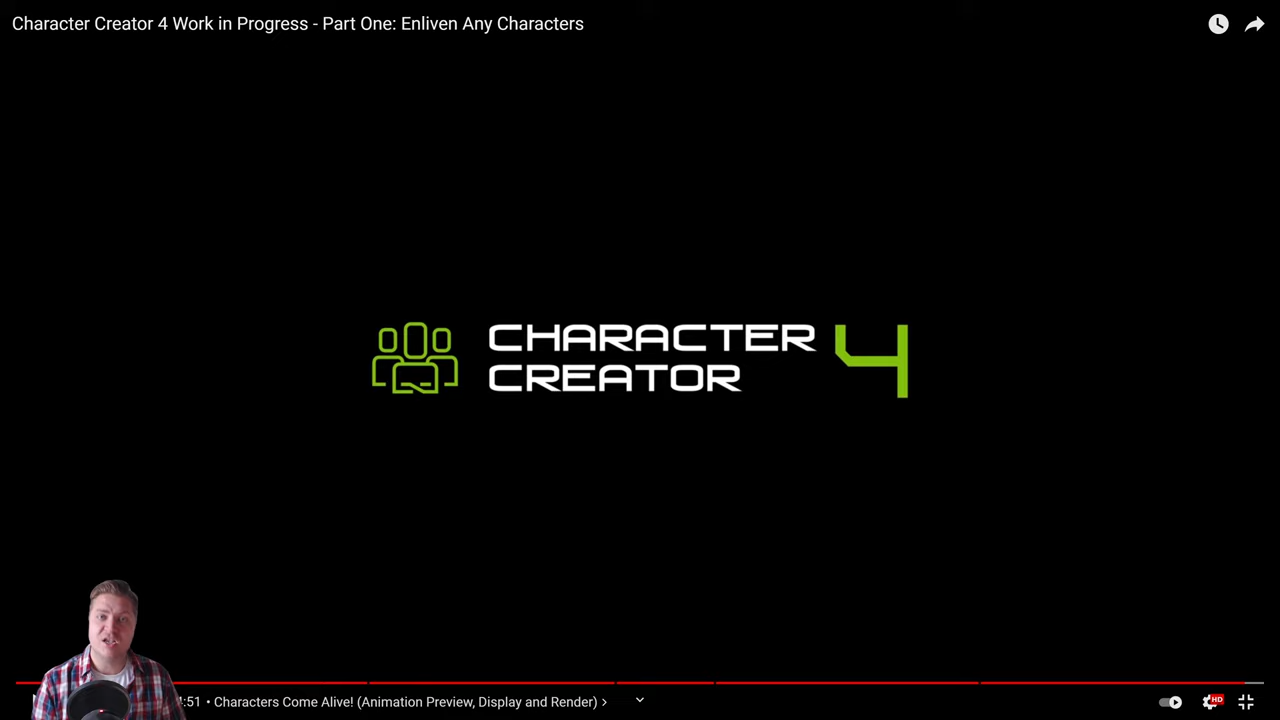 Character Creator 4 Work in Progress - Part One: Enliven Any Characters
CHARACTER
CREATOR 4
:51 • Characters Come Alive! (Animation Preview, Display and Render) >
HD